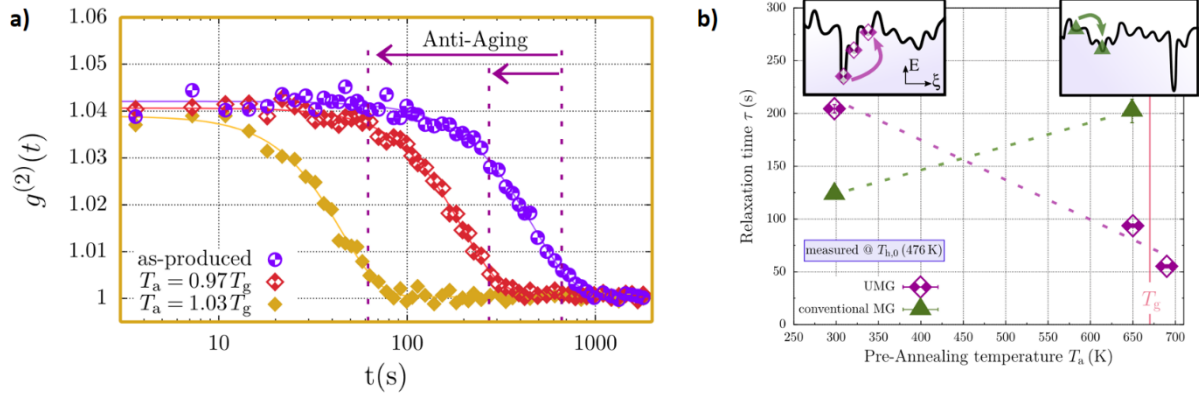 a)
1.06
1.05
1.04
1.03
1.02
1.01
1
g^(2)(t)
Anti-Aging
as-produced
T_a = 0.97T_g
T_a = 1.03T_g
10
100
1000
t(s)
b)
300
250
200
150
100
50
0
Relaxation time τ (s)
E
ξ
measured @ T_b,0 (476 K)
UMG
conventional MG
T_g
250
300
350
400
450
500
550
600
650
700
Pre-Annealing temperature T_a (K)